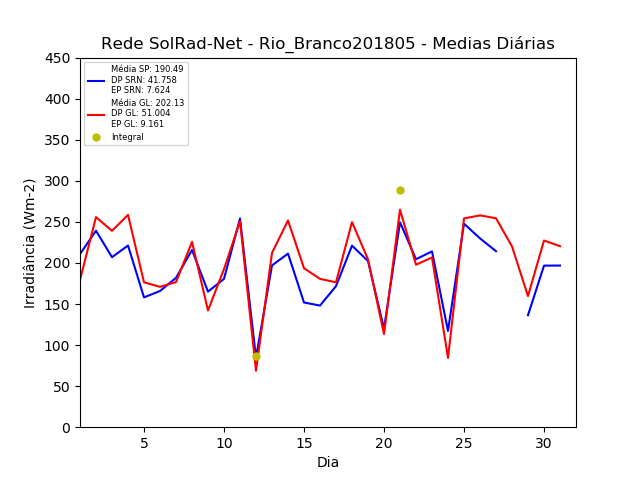 Rede SolRad-Net - Rio_Branco201805 - Medias Diárias
450
400
350
300
250
200
150
100
50
0
Irradiância (Wm-2)
Média SP: 190.49
DP SRN: 41.758
EP SRN: 7.624
Média GL: 202.13
DP GL: 51.004
EP GL: 9.161
Integral
5
10
15
20
25
30
Dia